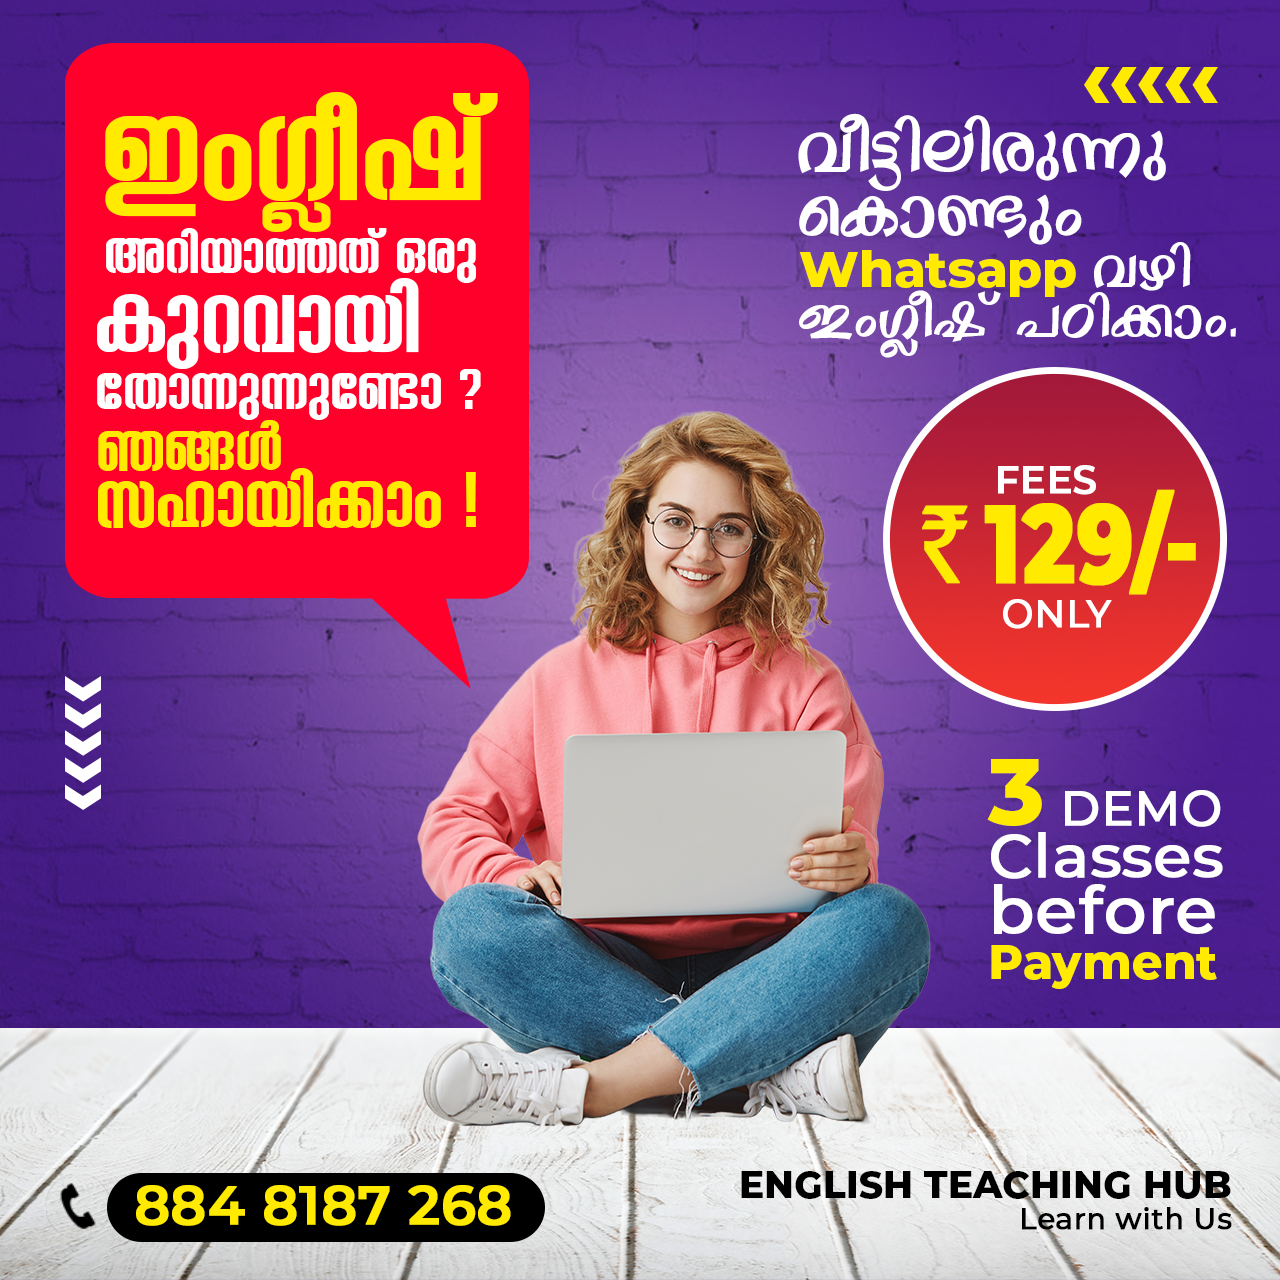 ഇംഗ്ലീഷ്
അറിയാത്തത് ഒരു
കുറവായി
തോന്നുന്നുണ്ടോ ?
ഞങ്ങൾ
സഹായിക്കാം !
വീട്ടിലിരുന്നു
കൊണ്ടും
Whatsapp വഴി
ഇംഗ്ലീഷ് പഠിക്കാം.
FEES
₹ 129/-
ONLY
3 DEMO
Classes
before
Payment
884 8187 268
ENGLISH TEACHING HUB
Learn with Us